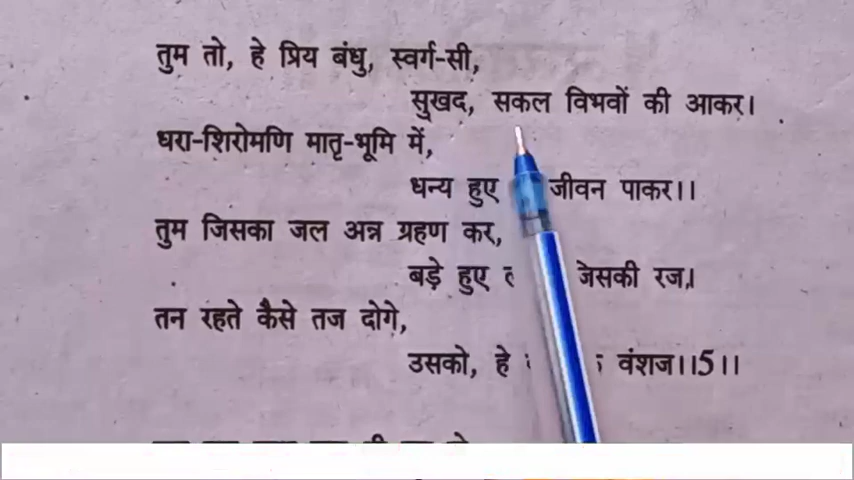 तुम तो, हे प्रिय बंधु, स्वर्ग-सी,
सुखद, सकल विभवों की आकर।
धरा-शिरोमणि मातृ-भूमि में,
धन्य हुए जीवन पाकर।।
तुम जिसका जल अन्न ग्रहण कर,
बड़े हुए जिसकी रज।
तन रहते कैसे तज दोगे,
उसको, हे वंशज।।5।।